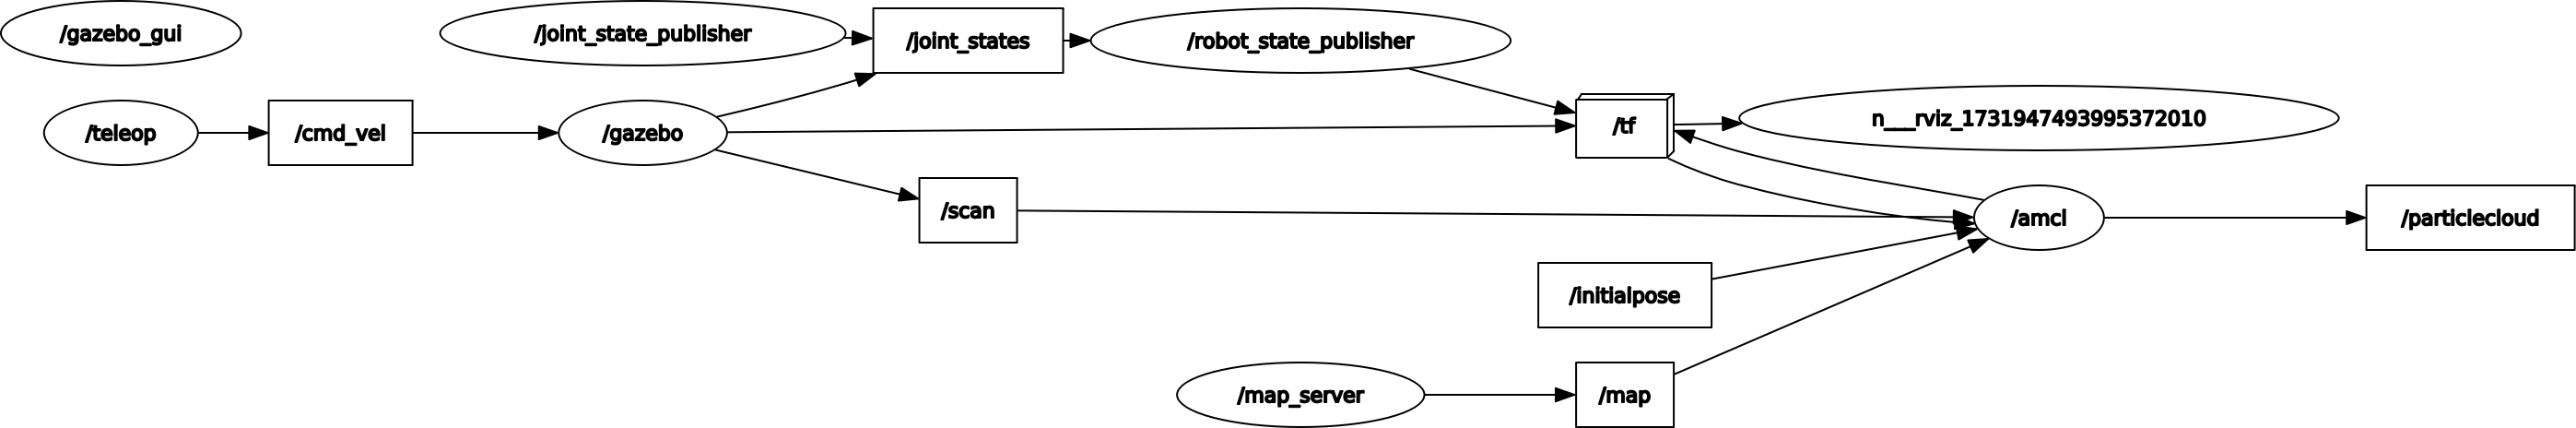 /gazebo_gui
/joint_state_publisher
/joint_states
/robot_state_publisher
/teleop
/cmd_vel
/gazebo
/tf
n___rviz_1731947493995372010
/scan
/amcl
/particlecloud
/initialpose
/map_server
/map